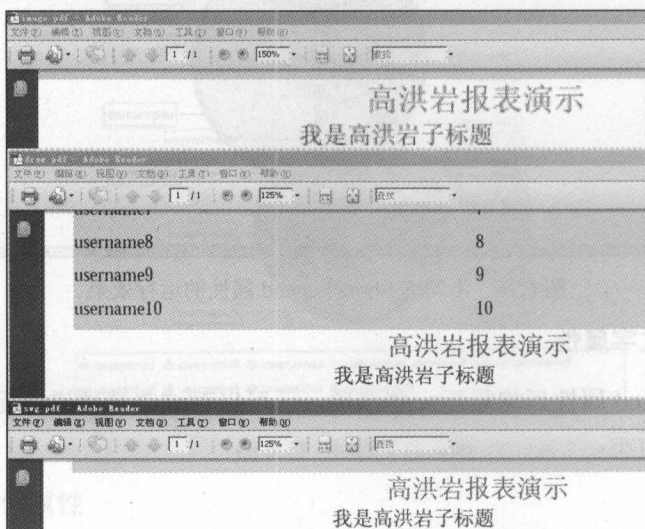 image.pdf - Adobe Reader
文件(F) 编辑(E) 视图(V) 文档(D) 工具(T) 窗口(W) 帮助(H)
1 /1 150% 查找
高洪岩报表演示
我是高洪岩子标题
draw.pdf - Adobe Reader
文件(F) 编辑(E) 视图(V) 文档(D) 工具(T) 窗口(W) 帮助(H)
1 /1 125% 查找
username8 8
username9 9
username10 10
高洪岩报表演示
我是高洪岩子标题
svg.pdf - Adobe Reader
文件(F) 编辑(E) 视图(V) 文档(D) 工具(T) 窗口(W) 帮助(H)
1 /1 125% 查找
高洪岩报表演示
我是高洪岩子标题